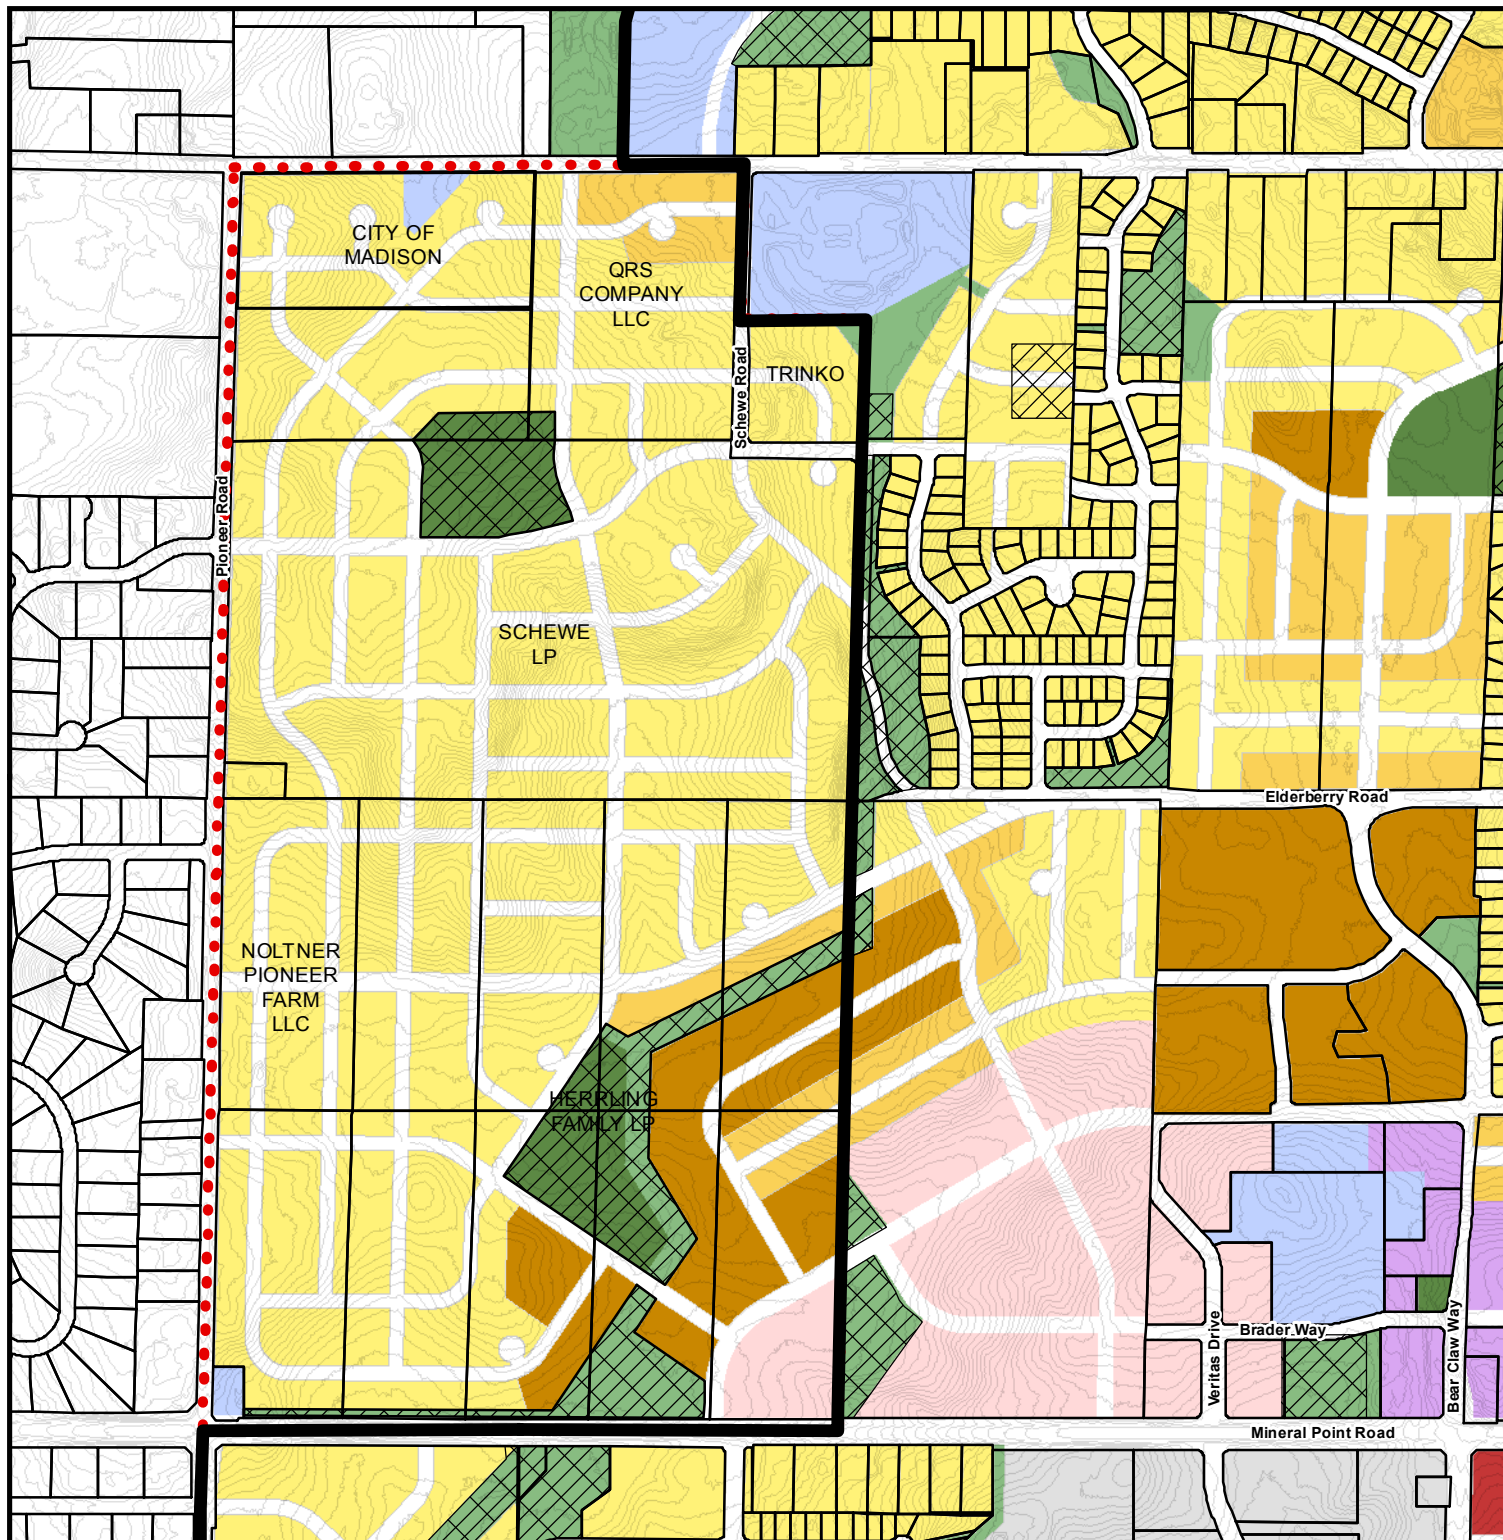 CITY OF
MADISON
QRS
COMPANY
LLC
TRINKO
Schewe Road
Pioneer Road
SCHEWE
LP
Elderberry Road
NOLTNER
PIONEER
FARM
LLC
HERRLING
FAMILY LP
Veritas Drive
Brader Way
Bear Claw Way
Mineral Point Road